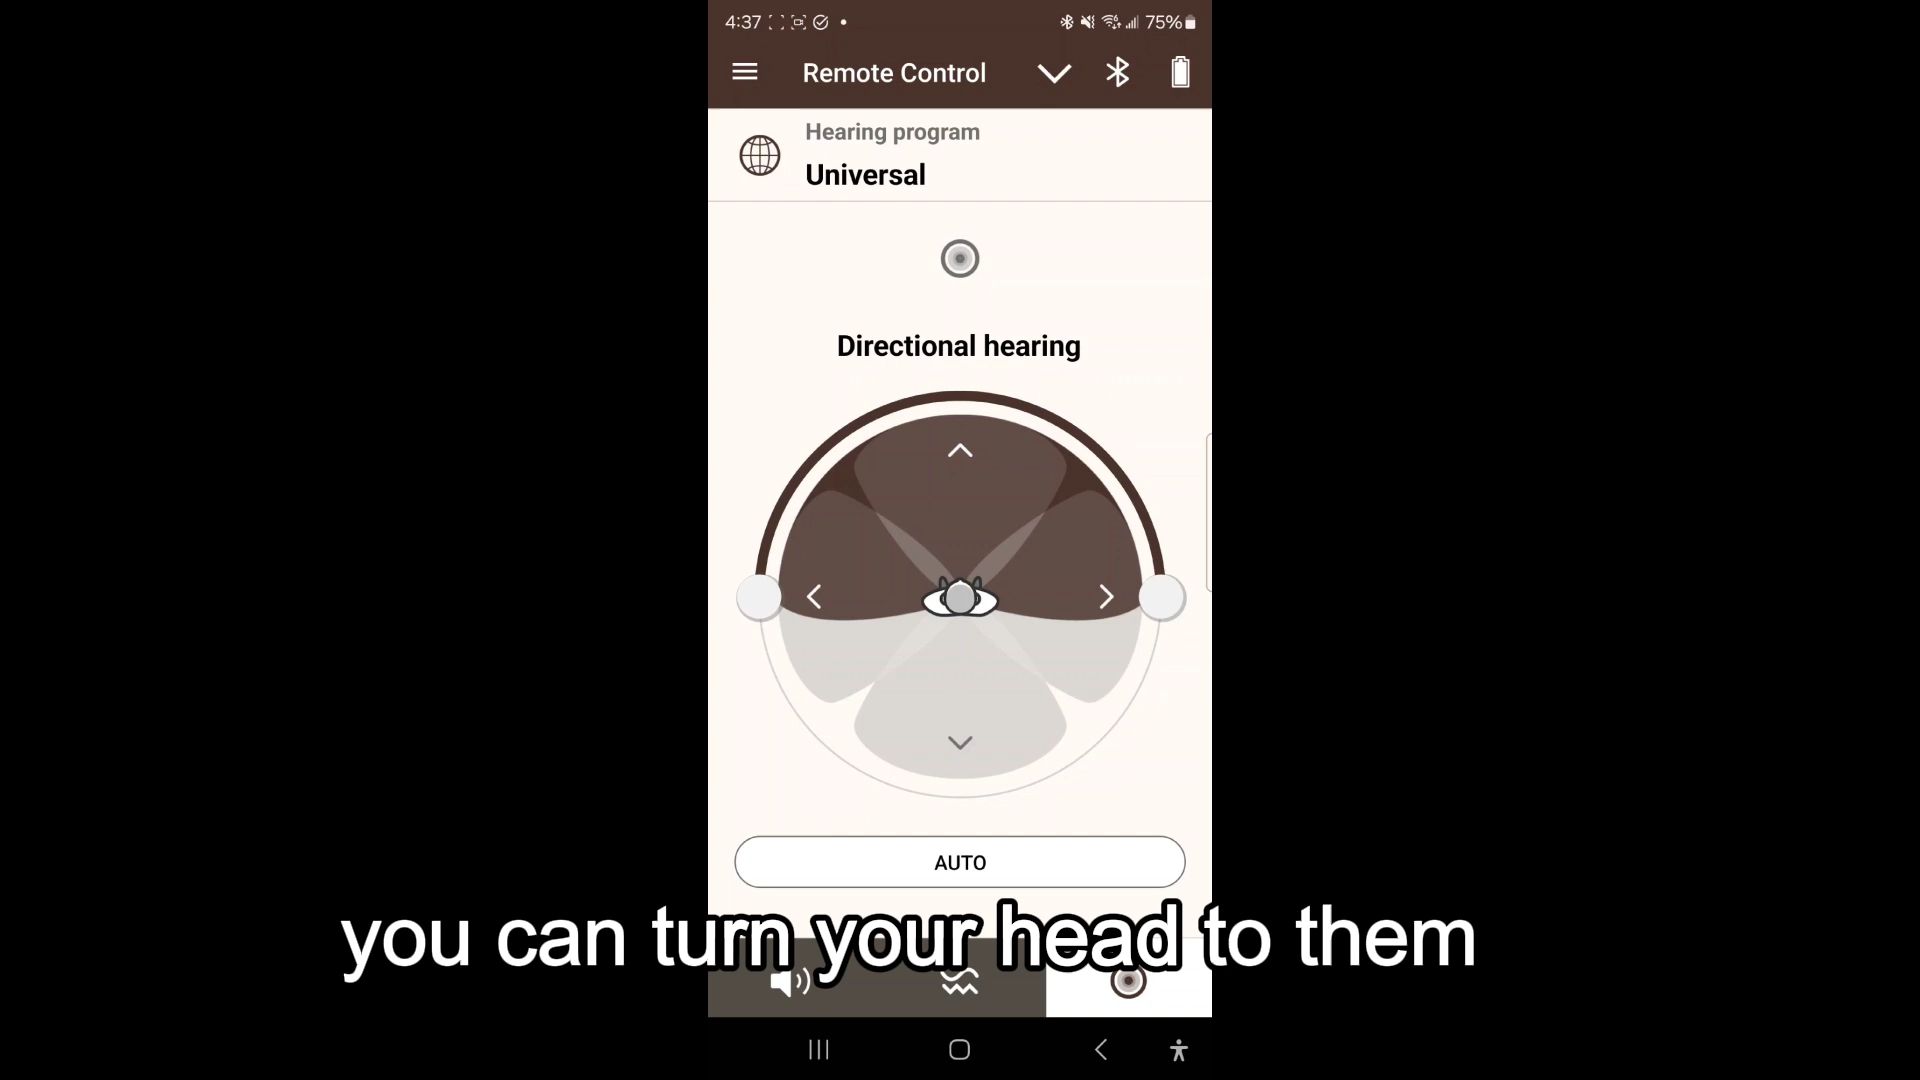 4:37 75%
Remote Control
Hearing program
Universal
Directional hearing
AUTO
you can turn your head to them